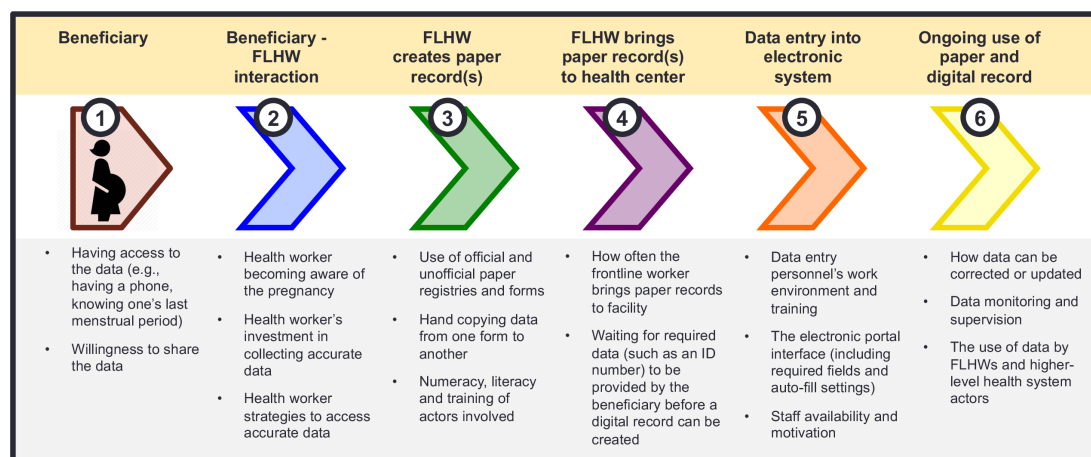 Beneficiary
Beneficiary -
FLHW
interaction
FLHW
creates paper
record(s)
FLHW brings
paper record(s)
to health center
Data entry into
electronic
system
Ongoing use of
paper and
digital record
1
2
3
4
5
6
• Having access to
the data (e.g.,
having a phone,
knowing one's last
menstrual period)
• Willingness to share
the data
• Health worker
becoming aware of
the pregnancy
• Health worker's
investment in
collecting accurate
data
• Health worker
strategies to access
accurate data
• Use of official and
unofficial paper
registries and forms
• Hand copying data
from one form to
another
• Numeracy, literacy
and training of
actors involved
• How often the
frontline worker
brings paper records
to facility
• Waiting for required
data (such as an ID
number) to be
provided by the
beneficiary before a
digital record can be
created
• Data entry
personnel's work
environment and
training
• The electronic portal
interface (including
required fields and
auto-fill settings)
• Staff availability and
motivation
• How data can be
corrected or updated
• Data monitoring and
supervision
• The use of data by
FLHWs and higher-
level health system
actors